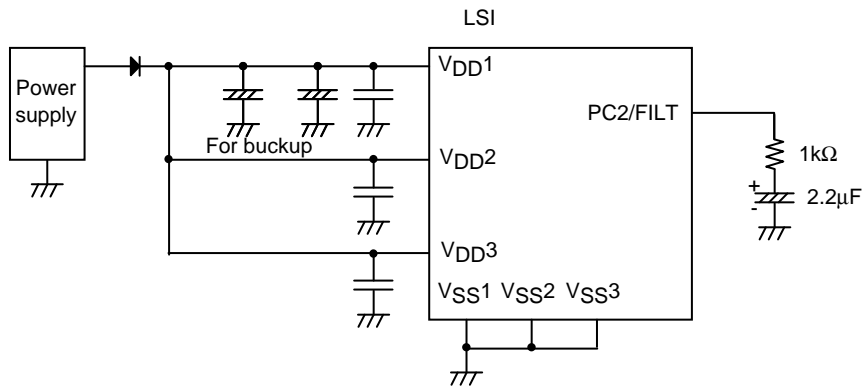 LSI
Power
supply
VDD1
For buckup
VDD2
VDD3
VSS1 VSS2 VSS3
PC2/FILT
1kΩ
+
-
2.2μF